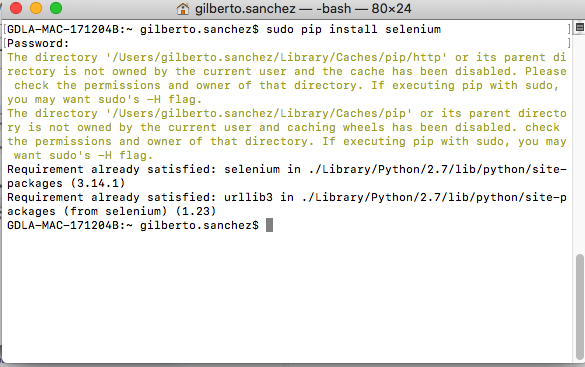 gilberto.sanchez — -bash — 80×24
[GDLA-MAC-171204B:~ gilberto.sanchez$ sudo pip install selenium ]
[Password: ]
The directory '/Users/gilberto.sanchez/Library/Caches/pip/http' or its parent di
rectory is not owned by the current user and the cache has been disabled. Please
 check the permissions and owner of that directory. If executing pip with sudo,
you may want sudo's -H flag.
The directory '/Users/gilberto.sanchez/Library/Caches/pip' or its parent directo
ry is not owned by the current user and caching wheels has been disabled. check
the permissions and owner of that directory. If executing pip with sudo, you may
 want sudo's -H flag.
Requirement already satisfied: selenium in ./Library/Python/2.7/lib/python/site-
packages (3.14.1)
Requirement already satisfied: urllib3 in ./Library/Python/2.7/lib/python/site-p
ackages (from selenium) (1.23)
GDLA-MAC-171204B:~ gilberto.sanchez$